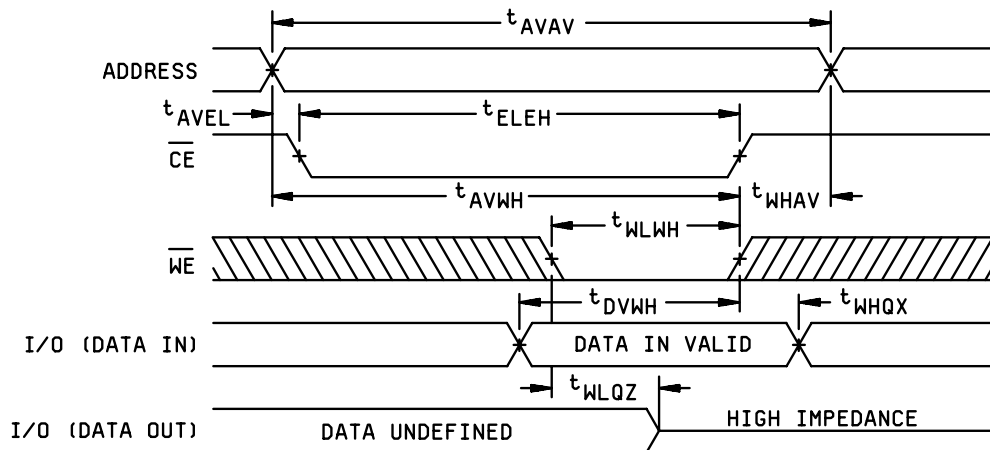 tAVAV
ADDRESS
tAVEL
tELEH
CE
tAVWH
tWHAV
tWLWH
WE
tDVWH
tWHQX
I/O (DATA IN)
DATA IN VALID
tWLQZ
I/O (DATA OUT)
DATA UNDEFINED
HIGH IMPEDANCE